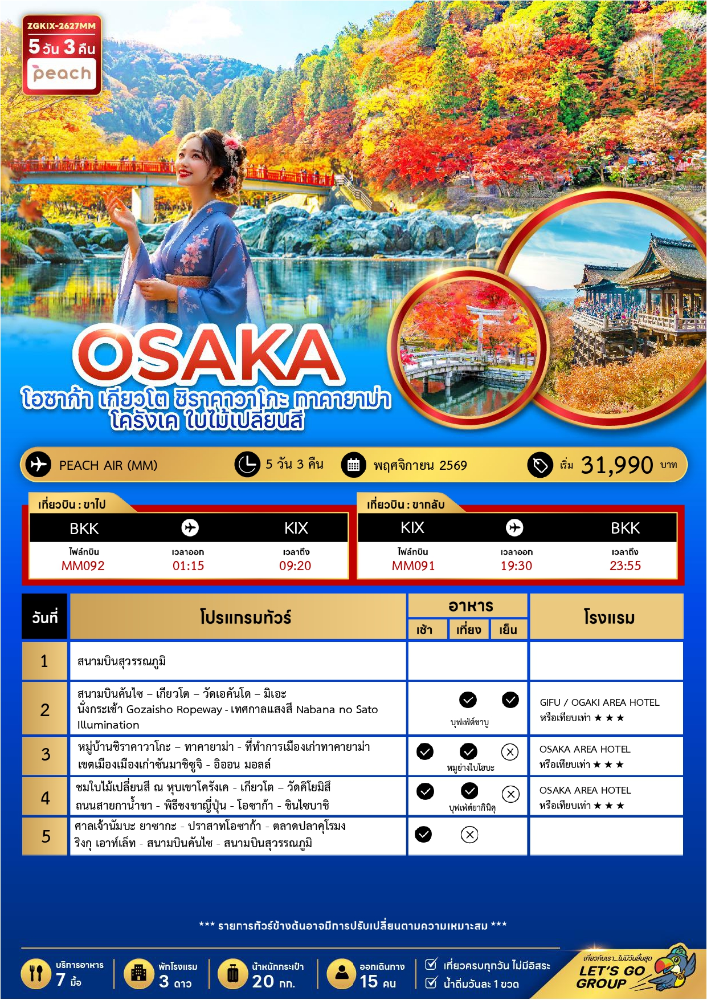 ZGKIX-2627MM
5 วัน 3 คืน
peach
OSAKA
โอซาก้า เกียวโต ชิราคาวาโกะ ทาคายาม่า
โครังเค ใบไม้เปลี่ยนสี
PEACH AIR (MM) 5 วัน 3 คืน พฤศจิกายน 2569 เริ่ม 31,990 บาท
เที่ยวบิน : ขาไป
BKK KIX
ไฟล์ทบิน เวลาออก เวลาถึง
MM092 01:15 09:20
เที่ยวบิน : ขากลับ
KIX BKK
ไฟล์ทบิน เวลาออก เวลาถึง
MM091 19:30 23:55
วันที่ โปรแกรมทัวร์ อาหาร โรงแรม
เช้า เที่ยง เย็น
1 สนามบินสุวรรณภูมิ
2 สนามบินคันไซ – เกียวโต – วัดเอคันโด – มิเอะ
นั่งกระเช้า Gozaisho Ropeway - เทศกาลแสงสี Nabana no Sato
Illumination
บุฟเฟ่ต์ชาบู
GIFU / OGAKI AREA HOTEL
หรือเทียบเท่า ★ ★ ★
3 หมู่บ้านชิราคาวาโกะ – ทาคายาม่า - ที่ทำการเมืองเก่าทาคายาม่า
เขตเมืองเมืองเก่าซันมาชิซูจิ - อิออน มอลล์
หมูย่างใบโฮบะ
OSAKA AREA HOTEL
หรือเทียบเท่า ★ ★ ★
4 ชมใบไม้เปลี่ยนสี ณ หุบเขาโครังเค - เกียวโต – วัดคิโยมิสึ
ถนนสายกาน้ำชา - พิธีชงชาญี่ปุ่น - โอซาก้า - ชินไซบาชิ
บุฟเฟ่ต์ยากินิคุ
OSAKA AREA HOTEL
หรือเทียบเท่า ★ ★ ★
5 ศาลเจ้านัมบะ ยาซากะ - ปราสาทโอซาก้า - ตลาดปลาคุโรมง
ริงกุ เอาท์เล็ท - สนามบินคันไซ - สนามบินสุวรรณภูมิ
*** รายการทัวร์ข้างต้นอาจมีการปรับเปลี่ยนตามความเหมาะสม ***
บริการอาหาร
7 มื้อ
พักโรงแรม
3 ดาว
น้ำหนักกระเป๋า
20 กก.
ออกเดินทาง
15 คน
เที่ยวครบทุกวัน ไม่มีอิสระ
น้ำดื่มวันละ 1 ขวด
เที่ยวกับเรา...ไม่มีวันสิ้นสุด
LET'S GO
GROUP